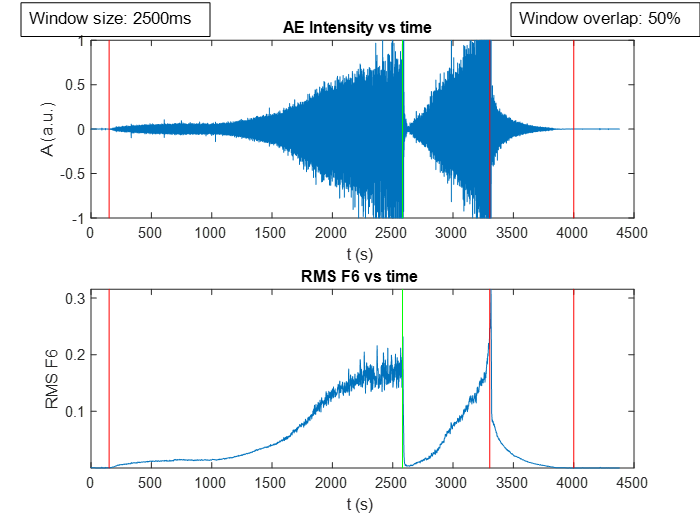 Window size: 2500ms
Window overlap: 50%
AE Intensity vs time
1
0.5
0
-0.5
-1
A (a.u.)
0 500 1000 1500 2000 2500 3000 3500 4000 4500
t (s)
RMS F6 vs time
0.3
0.2
0.1
RMS F6
0 500 1000 1500 2000 2500 3000 3500 4000 4500
t (s)